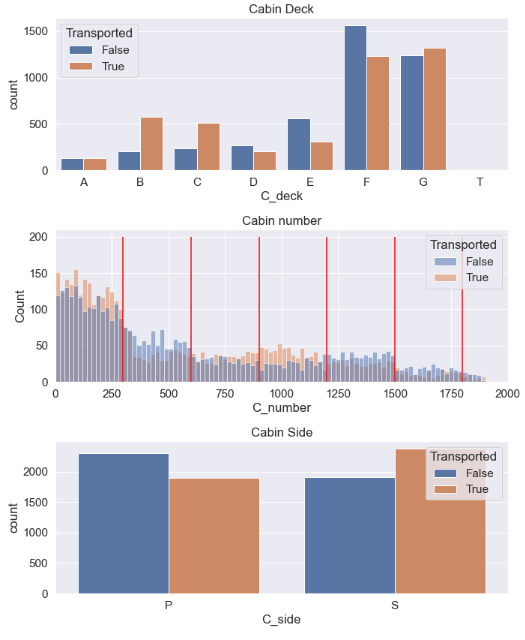 Cabin Deck
Transported
False
True
1500
1000
500
0
count
A B C D E F G T
C_deck
Cabin number
Transported
False
True
200
150
100
50
0
Count
0 250 500 750 1000 1250 1500 1750 2000
C_number
Cabin Side
Transported
False
True
2000
1500
1000
500
0
count
P S
C_side